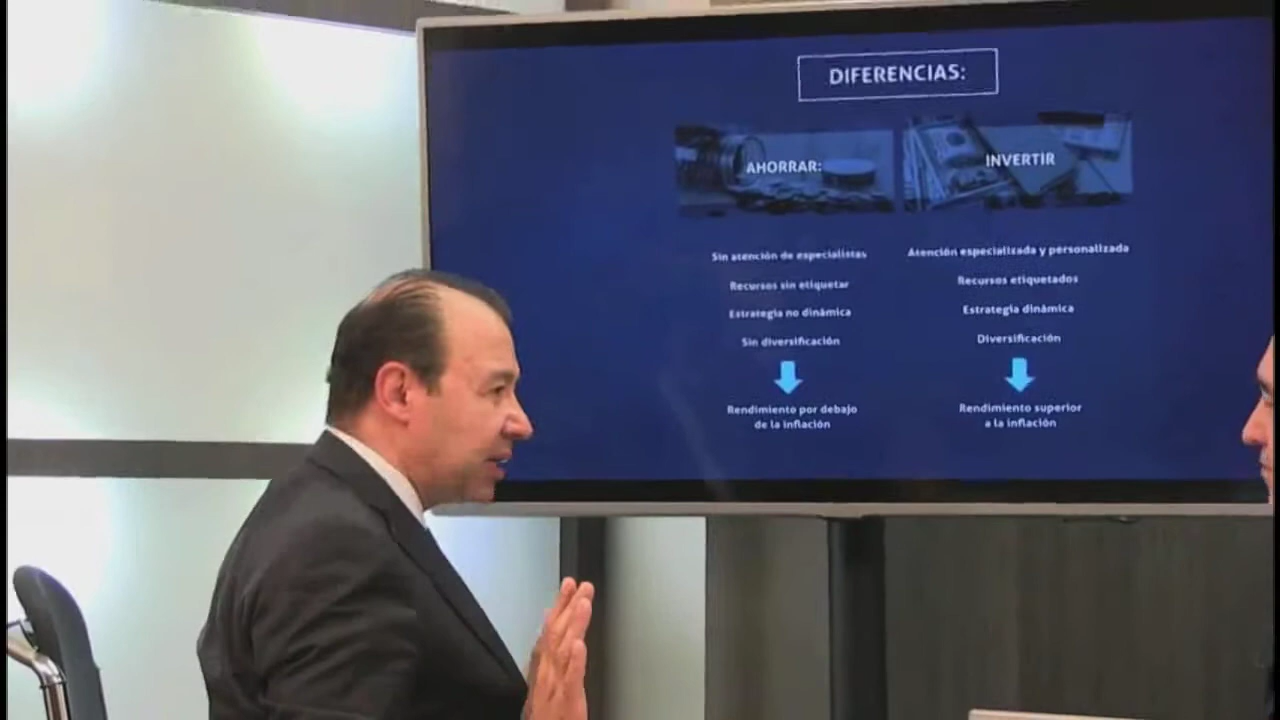 DIFERENCIAS:
AHORRAR:
Sin atención de especialistas
Recursos sin etiquetar
Estrategia no dinámica
Sin diversificación
Rendimiento por debajo
de la inflación
INVERTIR
Atención especializada y personalizada
Recursos etiquetados
Estrategia dinámica
Diversificación
Rendimiento superior
a la inflación